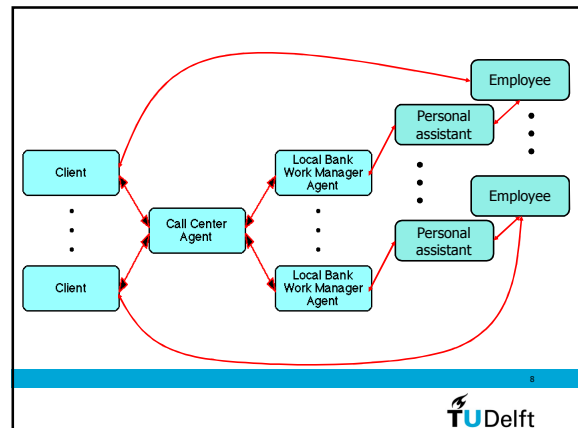 Employee
Personal
assistant
Client
Local Bank
Work Manager
Agent
Employee
Call Center
Agent
Personal
assistant
Client
Local Bank
Work Manager
Agent
8
TUDelft